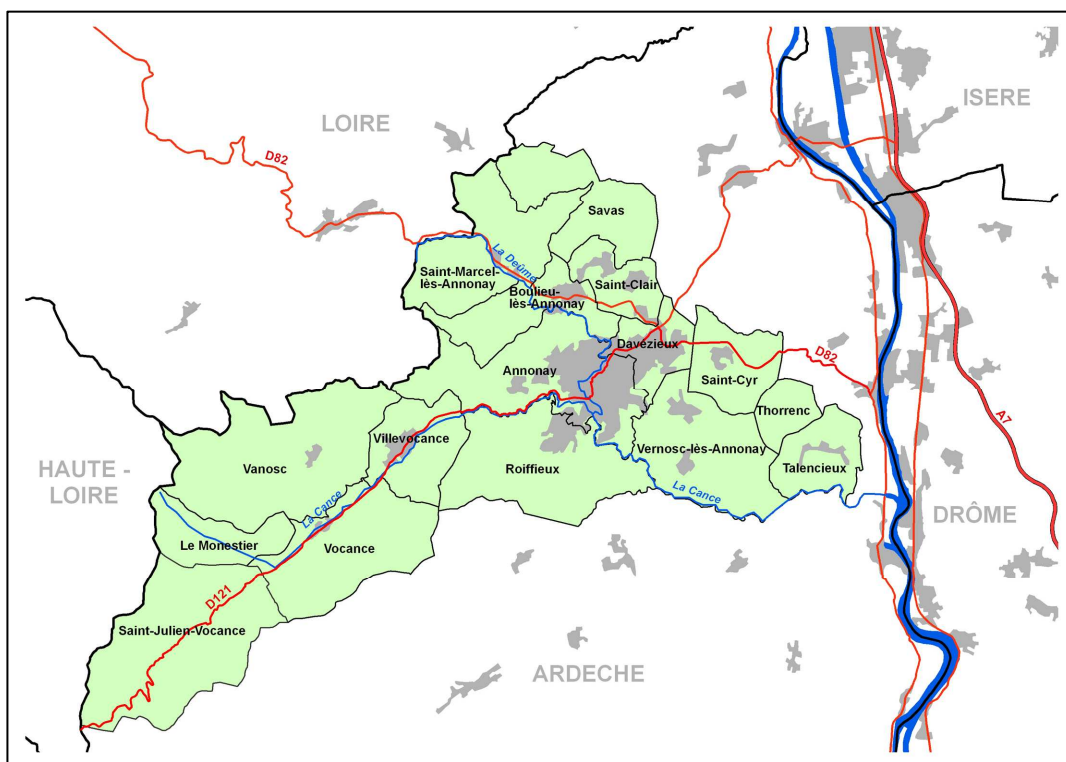 ISERE
LOIRE
D82
Savas
La Deûme
Saint-Marcel-
lès-Annonay
Boulieu-
lès-Annonay
Saint-Clair
Davézieux
D82
Annonay
Saint-Cyr
Thorrenc
A7
Villevocance
Vanosc
Roiffieux
Vernosc-lès-Annonay
Talencieux
HAUTE -
LOIRE
La Cance
La Cance
DRÔME
Le Monestier
Vocance
D121
Saint-Julien-Vocance
ARDECHE